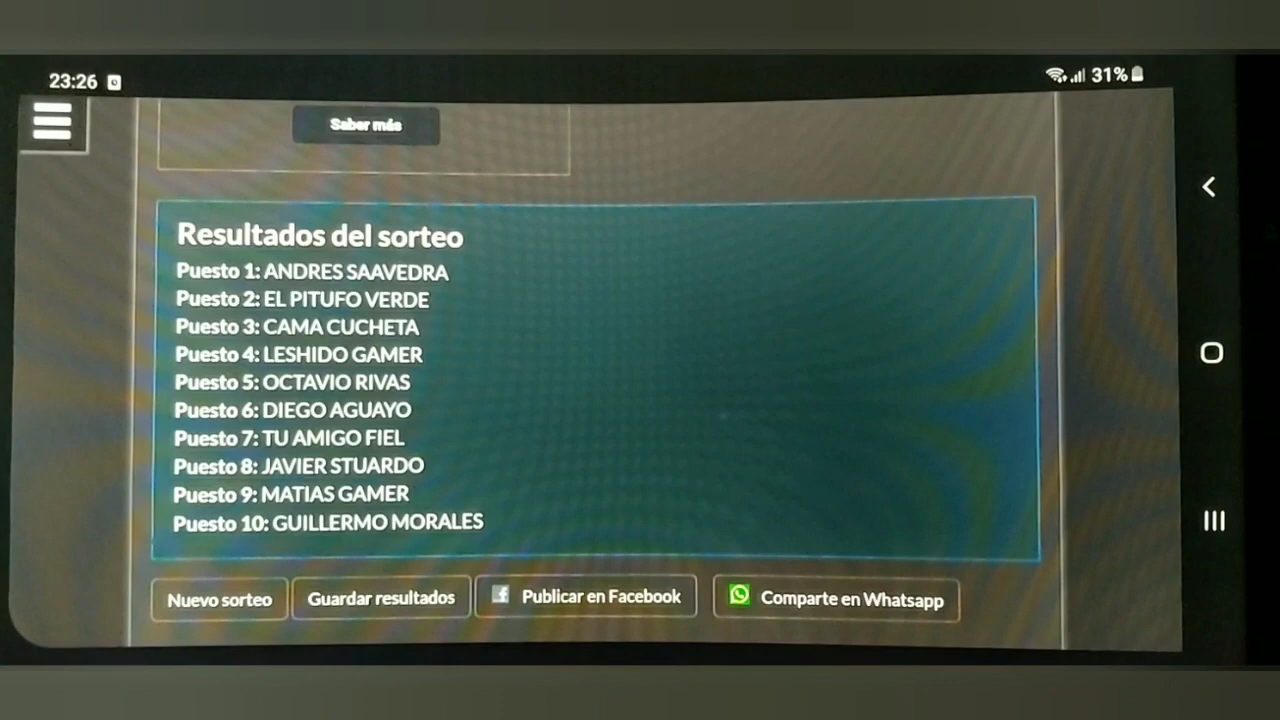 23:26
31%
Saber más
Resultados del sorteo
Puesto 1: ANDRES SAAVEDRA
Puesto 2: EL PITUFO VERDE
Puesto 3: CAMA CUCHETA
Puesto 4: LESHIDO GAMER
Puesto 5: OCTAVIO RIVAS
Puesto 6: DIEGO AGUAYO
Puesto 7: TU AMIGO FIEL
Puesto 8: JAVIER STUARDO
Puesto 9: MATIAS GAMER
Puesto 10: GUILLERMO MORALES
Nuevo sorteo
Guardar resultados
Publicar en Facebook
Comparte en Whatsapp